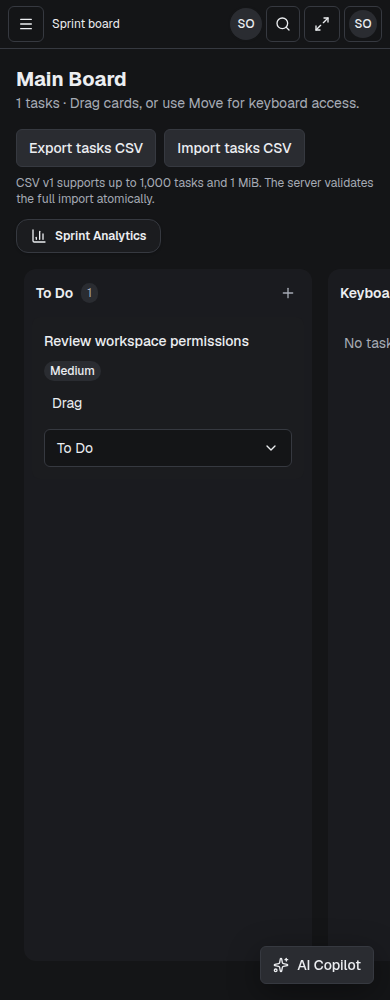 Sprint board
SO
SO
Main Board
1 tasks · Drag cards, or use Move for keyboard access.
Export tasks CSV
Import tasks CSV
CSV v1 supports up to 1,000 tasks and 1 MiB. The server validates
the full import atomically.
Sprint Analytics
To Do 1
Review workspace permissions
Medium
Drag
To Do
Keyboa
No task
AI Copilot